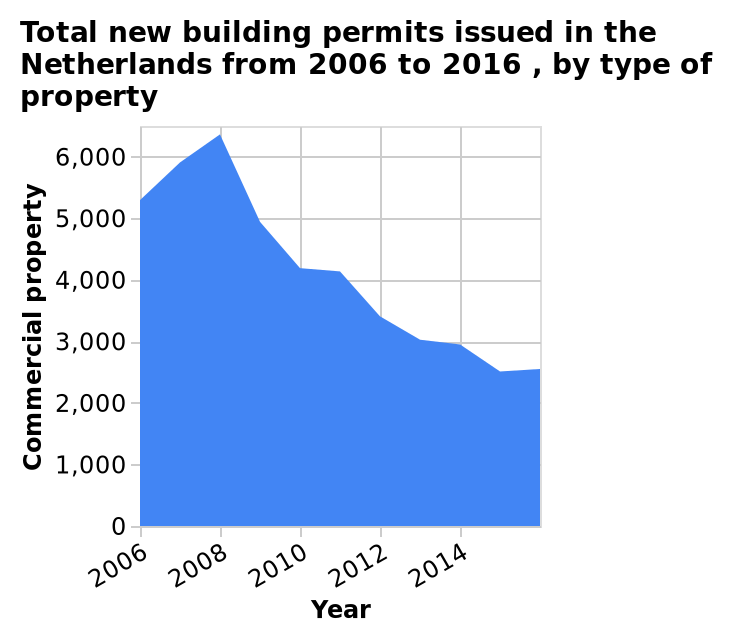 Total new building permits issued in the
Netherlands from 2006 to 2016 , by type of
property
Commercial property
6,000
5,000
4,000
3,000
2,000
1,000
0
2006
2008
2010
2012
2014
Year